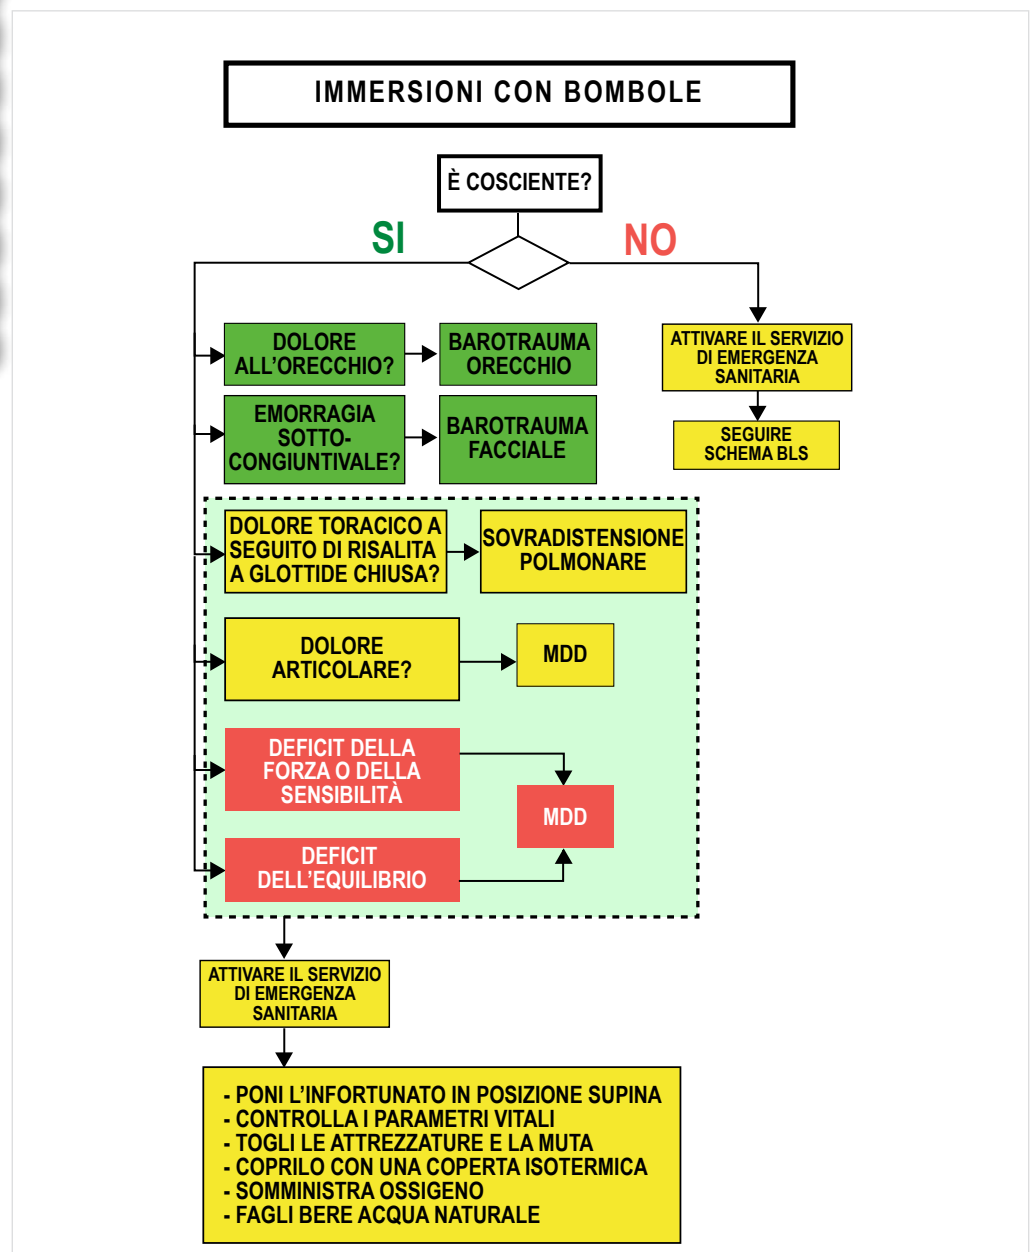 IMMERSIONI CON BOMBOLE
È COSCIENTE?
SI
NO
DOLORE
ALL'ORECCHIO?
BAROTRAUMA
ORECCHIO
ATTIVARE IL SERVIZIO
DI EMERGENZA
SANITARIA
EMORRAGIA
SOTTO-
CONGIUNTIVALE?
BAROTRAUMA
FACCIALE
SEGUIRE
SCHEMA BLS
DOLORE TORACICO A
SEGUITO DI RISALITA
A GLOTTIDE CHIUSA?
SOVRADISTENSIONE
POLMONARE
DOLORE
ARTICOLARE?
MDD
DEFICIT DELLA
FORZA O DELLA
SENSIBILITÀ
MDD
DEFICIT
DELL'EQUILIBRIO
ATTIVARE IL SERVIZIO
DI EMERGENZA
SANITARIA
- PONI L'INFORTUNATO IN POSIZIONE SUPINA
- CONTROLLA I PARAMETRI VITALI
- TOGLI LE ATTREZZATURE E LA MUTA
- COPRILO CON UNA COPERTA ISOTERMICA
- SOMMINISTRA OSSIGENO
- FAGLI BERE ACQUA NATURALE